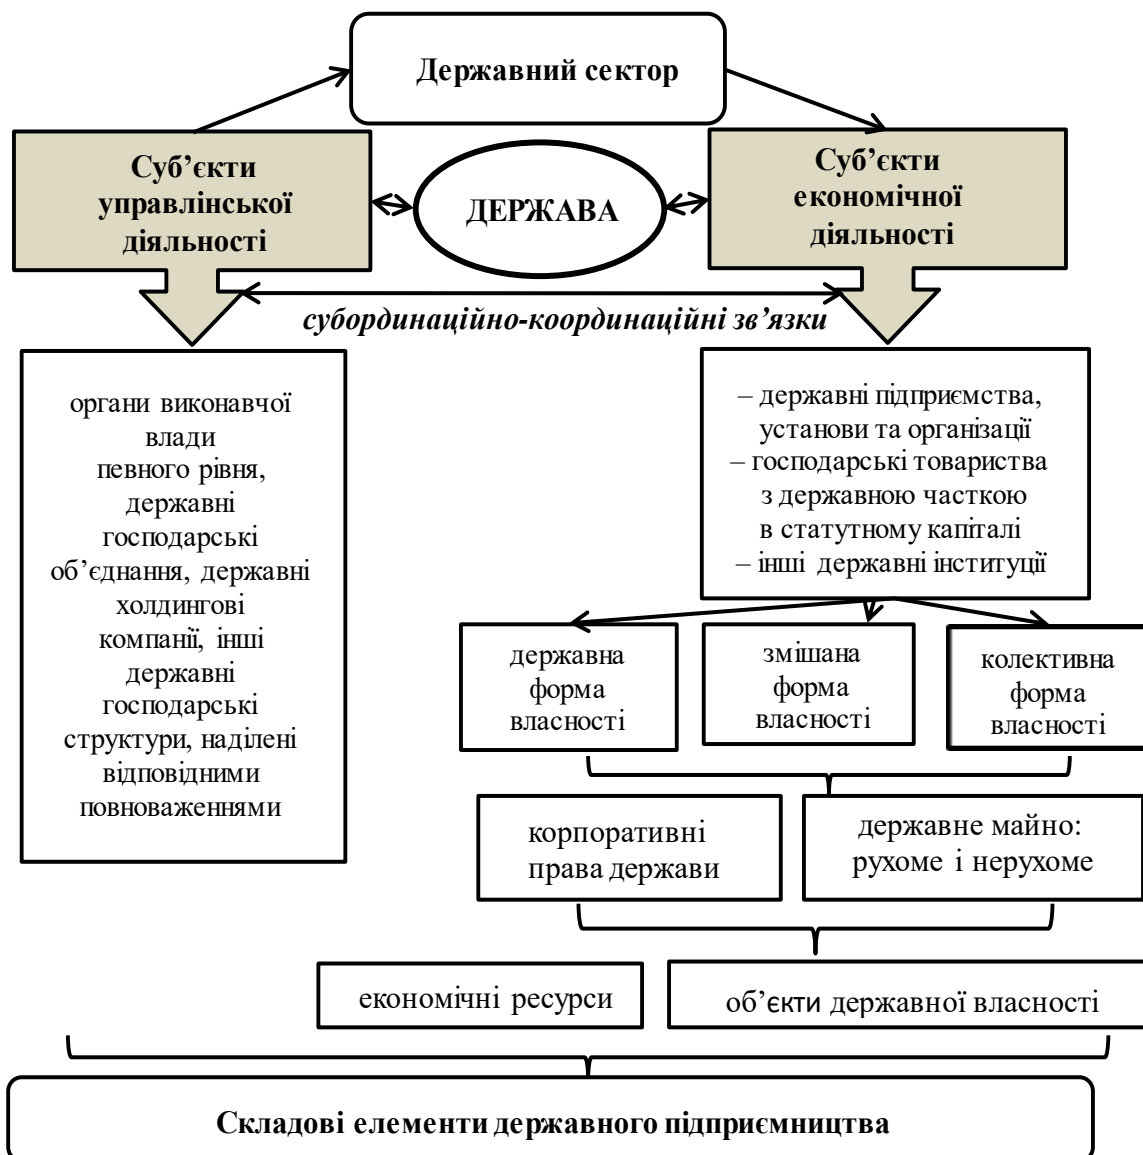 Державний сектор
Суб’єкти
управлінської
діяльності
ДЕРЖАВА
Суб’єкти
економічної
діяльності
субординаційно-координаційні зв’язки
органи виконавчої
влади
певного рівня,
державні
господарські
об’єднання, державні
холдингові
компанії, інші
державні
господарські
структури, наділені
відповідними
повноваженнями
– державні підприємства,
установи та організації
– господарські товариства
з державною часткою
в статутному капіталі
– інші державні інституції
державна
форма
власності
змішана
форма
власності
колективна
форма
власності
корпоративні
права держави
державне майно:
рухоме і нерухоме
економічні ресурси
об’єкти державної власності
Складові елементи державного підприємництва